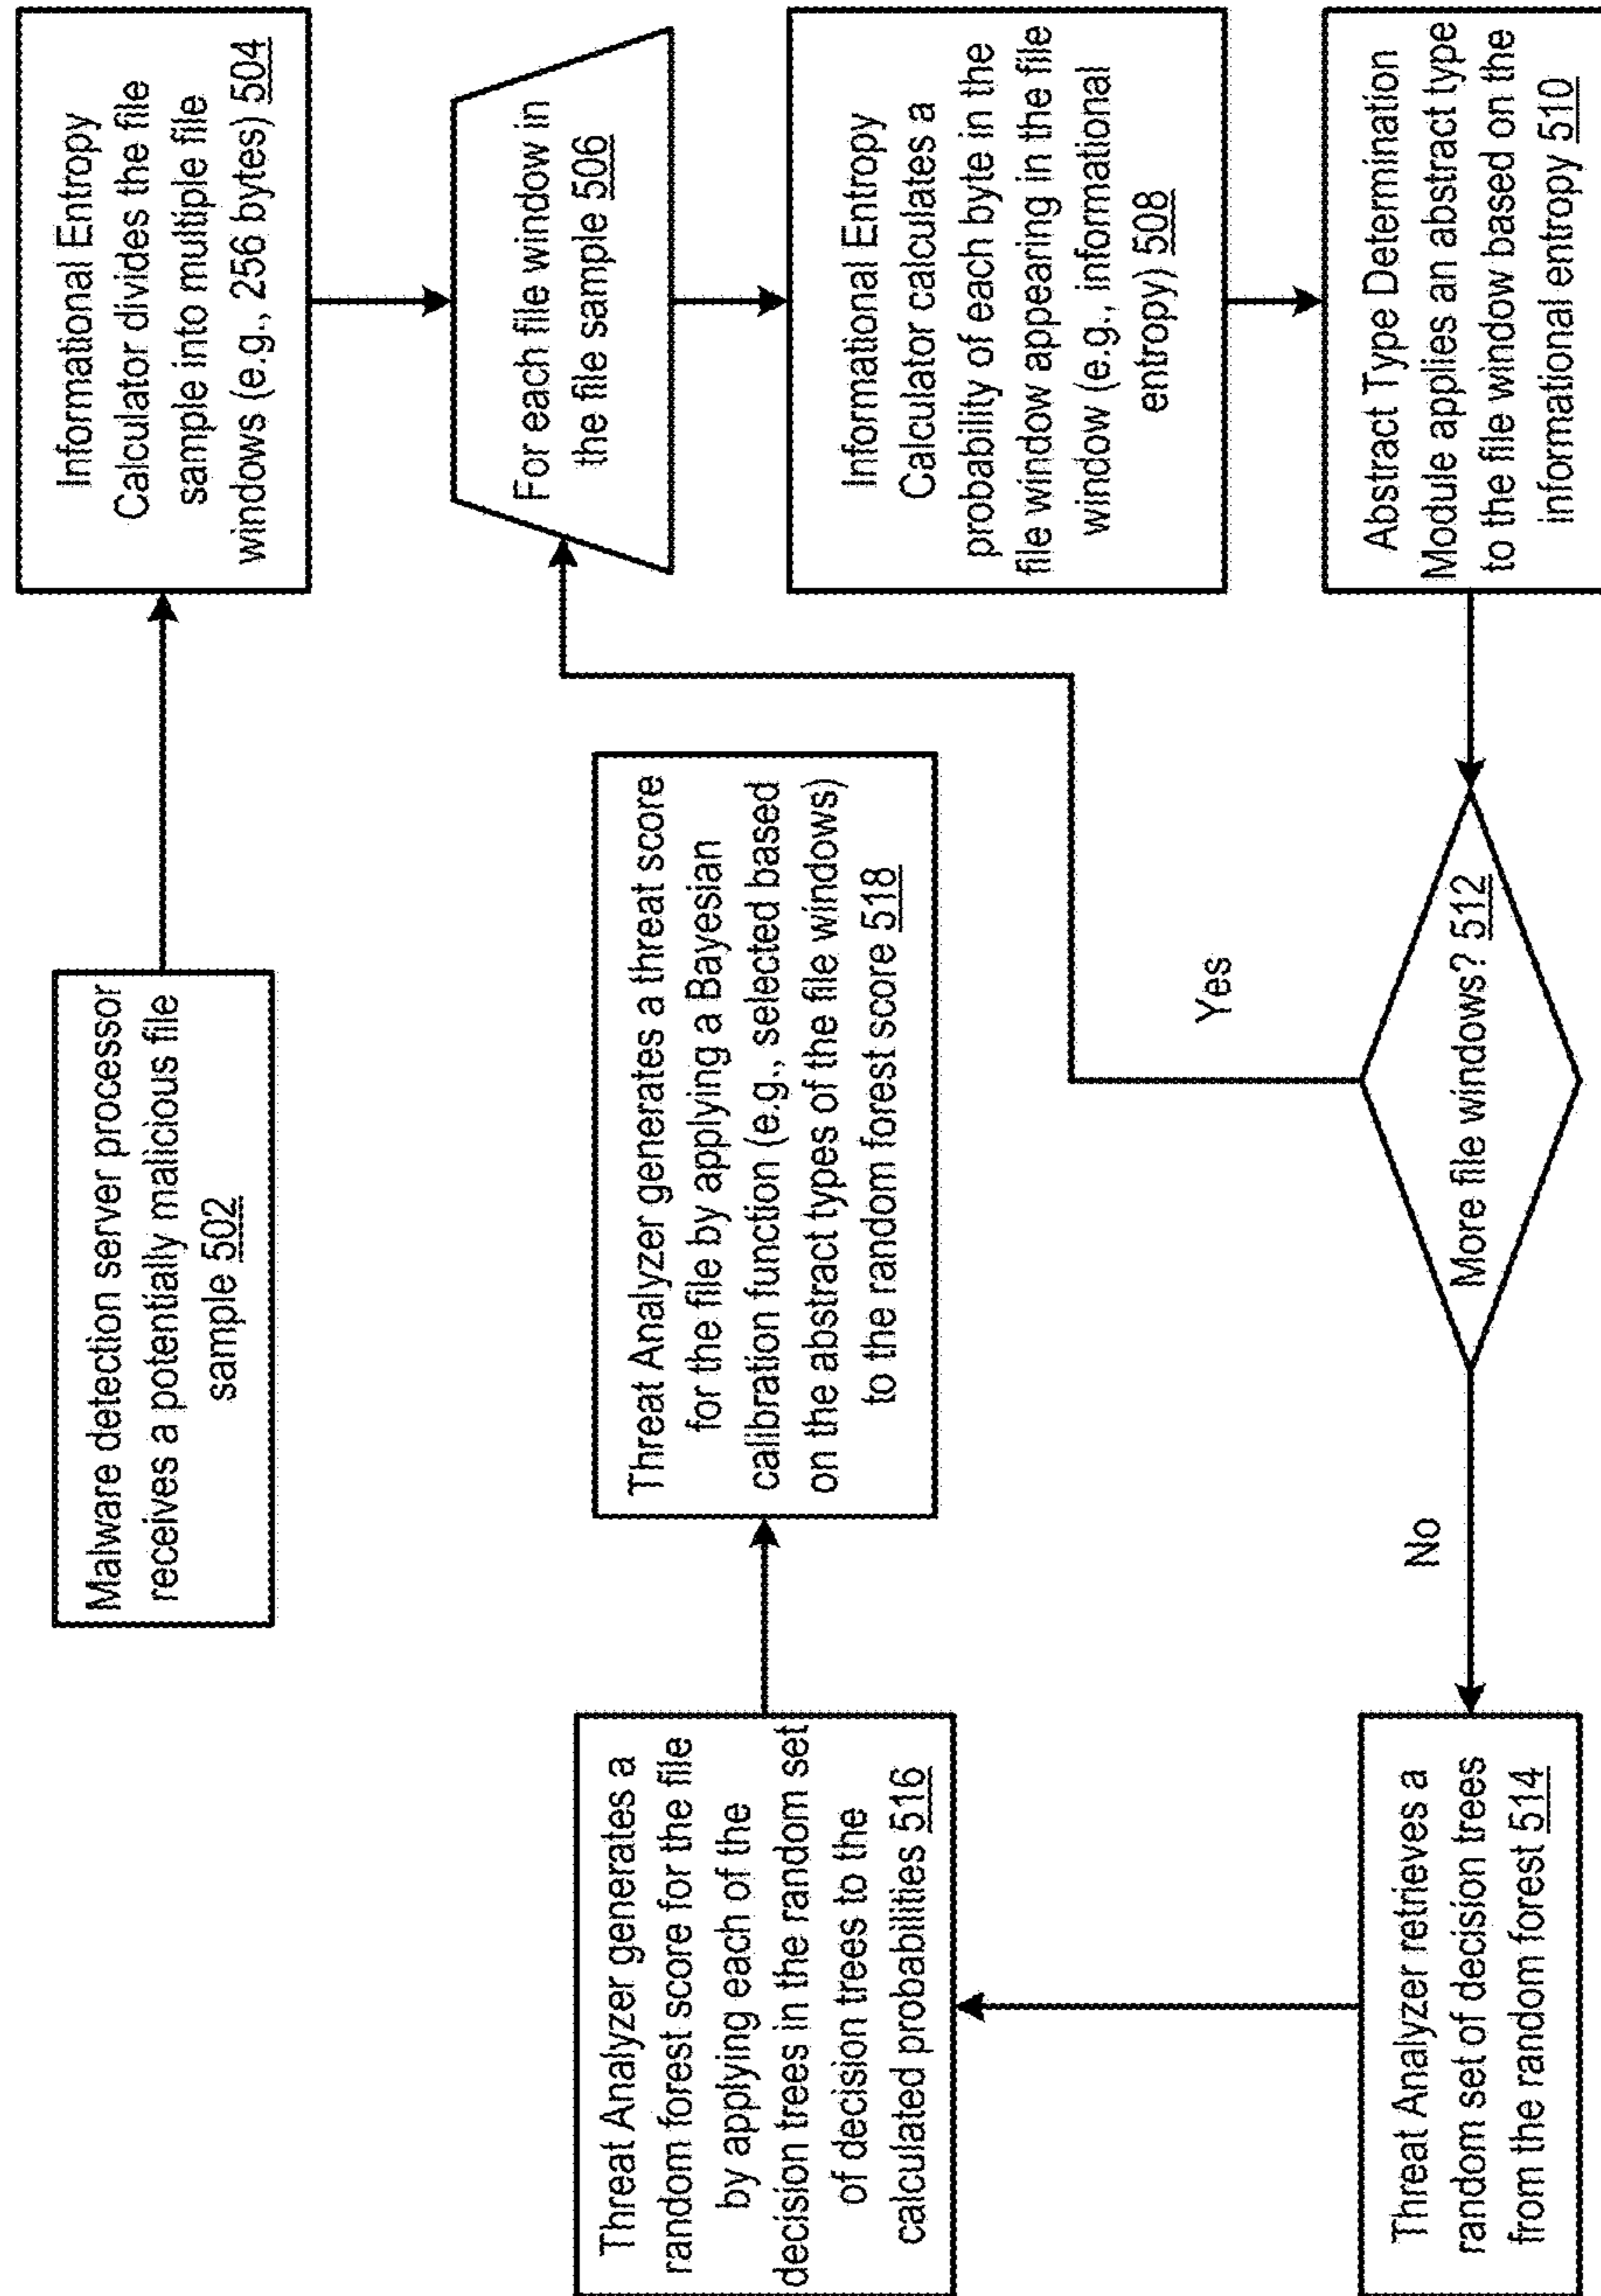 Malware detection server processor
receives a potentially malicious file
sample 502
Informational Entropy
Calculator divides the file
sample into multiple file
windows (e.g., 256 bytes) 504
For each file window in
the file sample 506
Informational Entropy
Calculator calculates a
probability of each byte in the
file window appearing in the file
window (e.g., informational
entropy) 508
Abstract Type Determination
Module applies an abstract type
to the file window based on the
informational entropy 510
More file windows? 512
Yes
No
Threat Analyzer retrieves a
random set of decision trees
from the random forest 514
Threat Analyzer generates a
random forest score for the file
by applying each of the
decision trees in the random set
of decision trees to the
calculated probabilities 516
Threat Analyzer generates a threat score
for the file by applying a Bayesian
calibration function (e.g., selected based
on the abstract types of the file windows)
to the random forest score 518